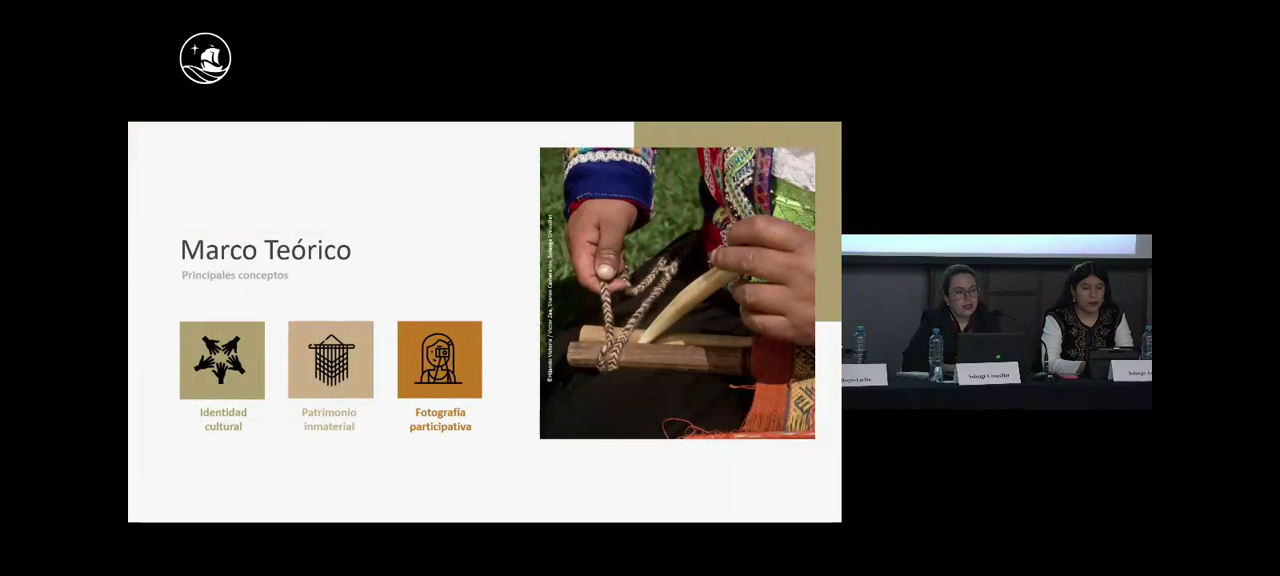 Marco Teórico
Principales conceptos
Identidad
cultural
Patrimonio
inmaterial
Fotografía
participativa